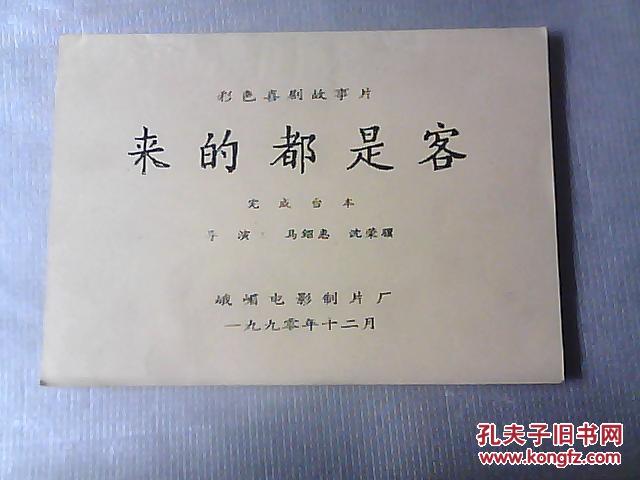 彩色喜剧故事片
来的都是客
完成台本
导演： 马绍惠 沈荣骥
峨嵋电影制片厂
一九九零年十二月
孔夫子旧书网
www.kongfz.com